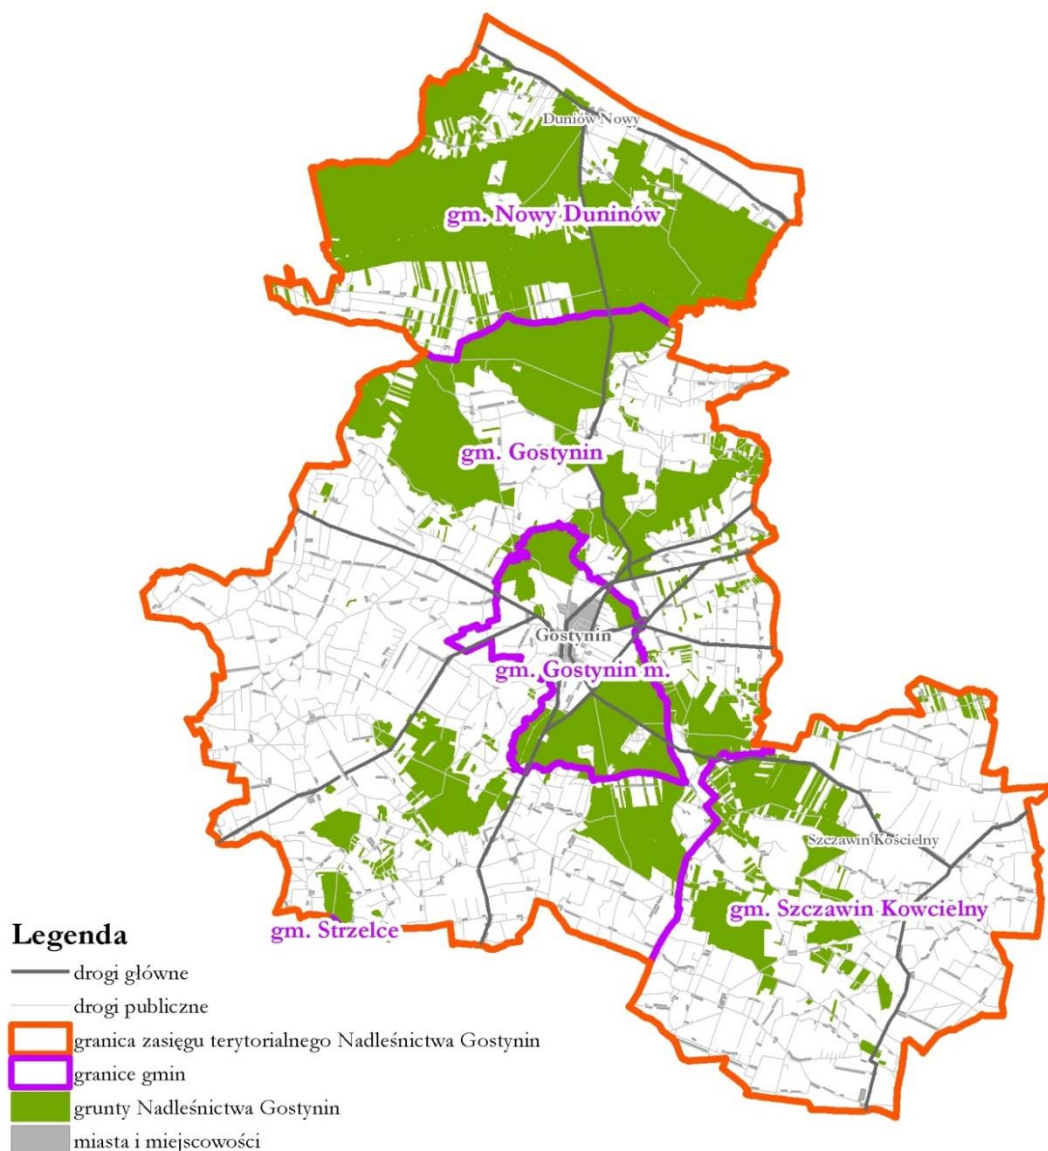 Duniów Nowy
gm. Nowy Duninów
gm. Gostynin
Gostynin
gm. Gostynin m.
Szczawin Kościelny
gm. Szczawin Kowcielny
gm. Strzelce
Legenda
drogi główne
drogi publiczne
granica zasięgu terytorialnego Nadleśnictwa Gostynin
granice gmin
grunty Nadleśnictwa Gostynin
miasta i miejscowości